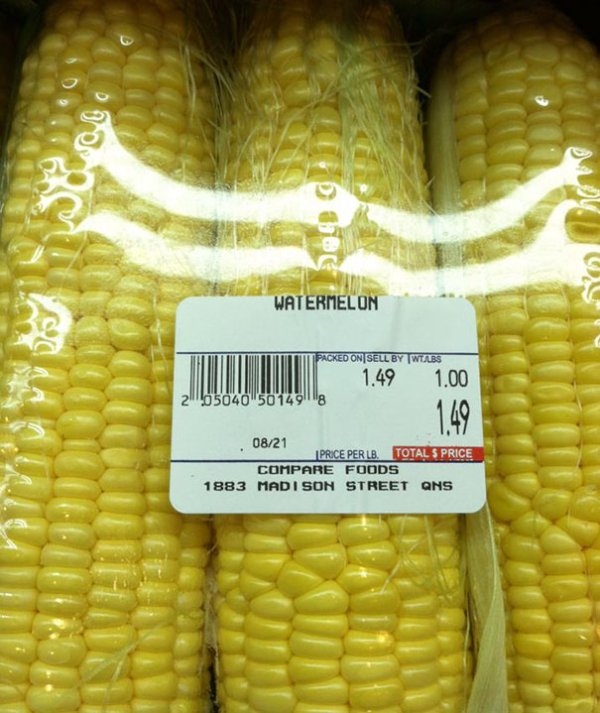 WATERMELON
PACKED ON SELL BY WT./LBS
1.49 1.00
2 05040 50149 8
1.49
08/21
PRICE PER LB. TOTAL $ PRICE
COMPARE FOODS
1883 MADISON STREET QNS